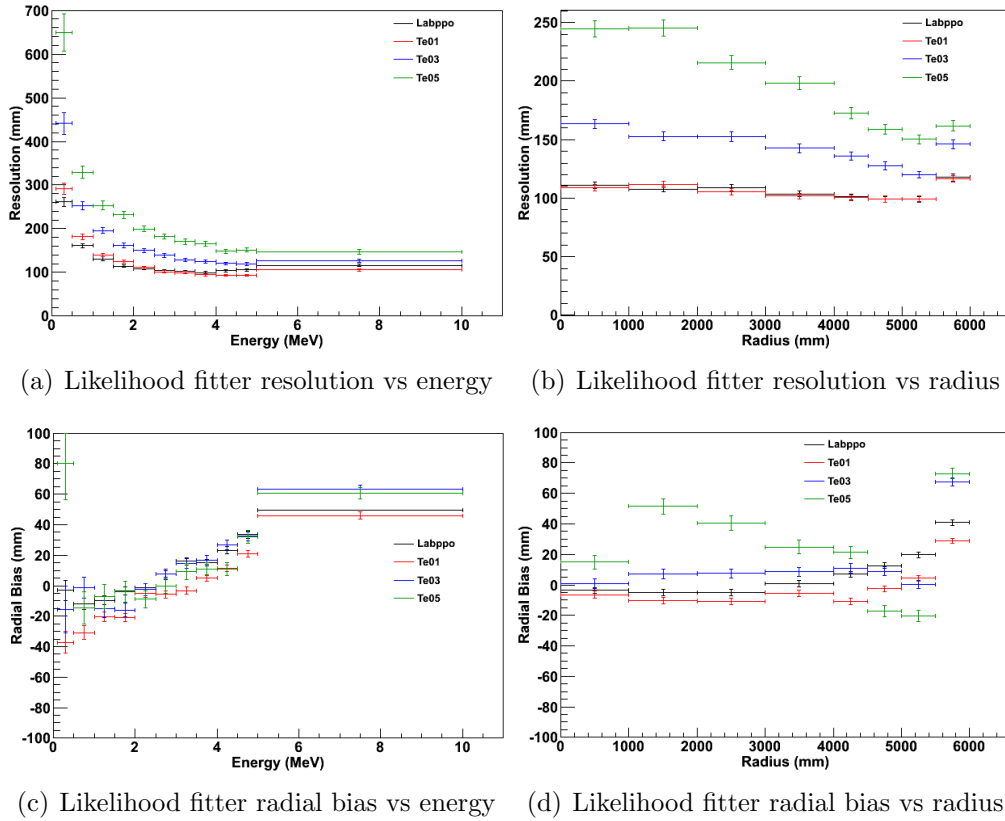 700
600
500
400
300
200
100
0
Resolution (mm)
Labppo
Te01
Te03
Te05
0 2 4 6 8 10
Energy (MeV)
(a) Likelihood fitter resolution vs energy
250
200
150
100
50
0
Resolution (mm)
Labppo
Te01
Te03
Te05
0 1000 2000 3000 4000 5000 6000
Radius (mm)
(b) Likelihood fitter resolution vs radius
100
80
60
40
20
0
-20
-40
-60
-80
-100
Radial Bias (mm)
Labppo
Te01
Te03
Te05
0 2 4 6 8 10
Energy (MeV)
(c) Likelihood fitter radial bias vs energy
100
80
60
40
20
0
-20
-40
-60
-80
-100
Radial Bias (mm)
Labppo
Te01
Te03
Te05
0 1000 2000 3000 4000 5000 6000
Radius (mm)
(d) Likelihood fitter radial bias vs radius